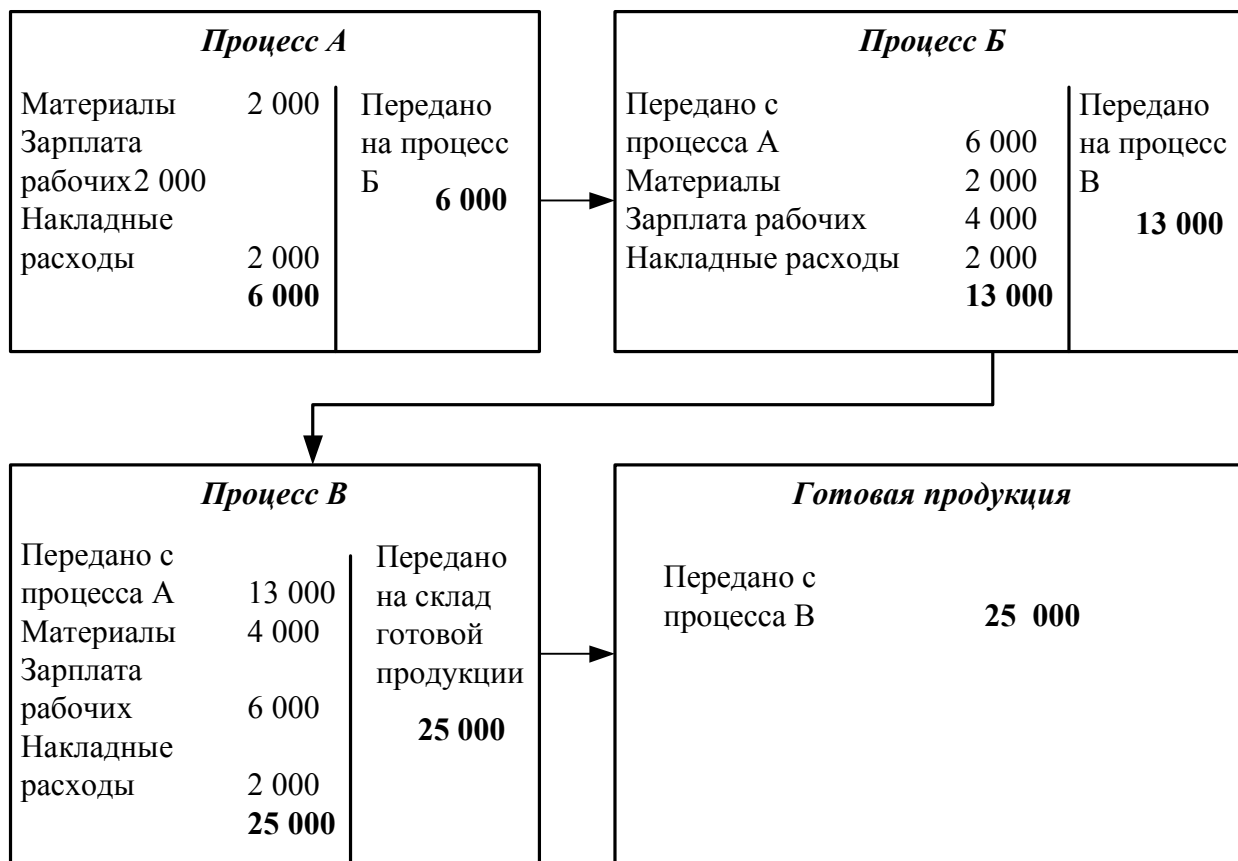 Процесс А
Материалы 2 000
Зарплата
рабочих2 000
Накладные
расходы 2 000
6 000
Передано
на процесс
Б
6 000
Процесс Б
Передано с
процесса А 6 000
Материалы 2 000
Зарплата рабочих 4 000
Накладные расходы 2 000
13 000
Передано
на процесс
В
13 000
Процесс В
Передано с
процесса А 13 000
Материалы 4 000
Зарплата
рабочих 6 000
Накладные
расходы 2 000
25 000
Передано
на склад
готовой
продукции
25 000
Готовая продукция
Передано с
процесса В 25 000